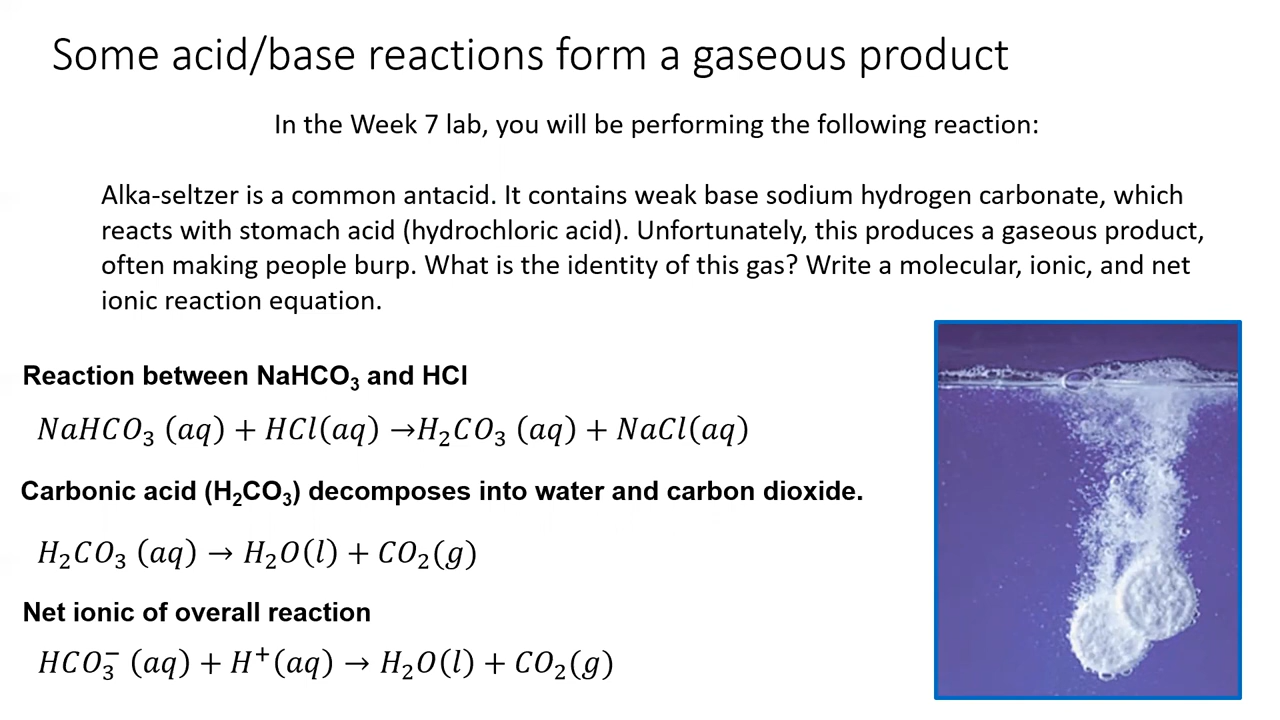 Some acid/base reactions form a gaseous product
In the Week 7 lab, you will be performing the following reaction:
Alka-seltzer is a common antacid. It contains weak base sodium hydrogen carbonate, which
reacts with stomach acid (hydrochloric acid). Unfortunately, this produces a gaseous product,
often making people burp. What is the identity of this gas? Write a molecular, ionic, and net
ionic reaction equation.
Reaction between NaHCO₃ and HCl
NaHCO₃ (aq) + HCl(aq) →H₂CO₃ (aq) + NaCl(aq)
Carbonic acid (H₂CO₃) decomposes into water and carbon dioxide.
H₂CO₃ (aq) → H₂O(l) + CO₂(g)
Net ionic of overall reaction
HCO₃⁻ (aq) + H⁺(aq) → H₂O(l) + CO₂(g)